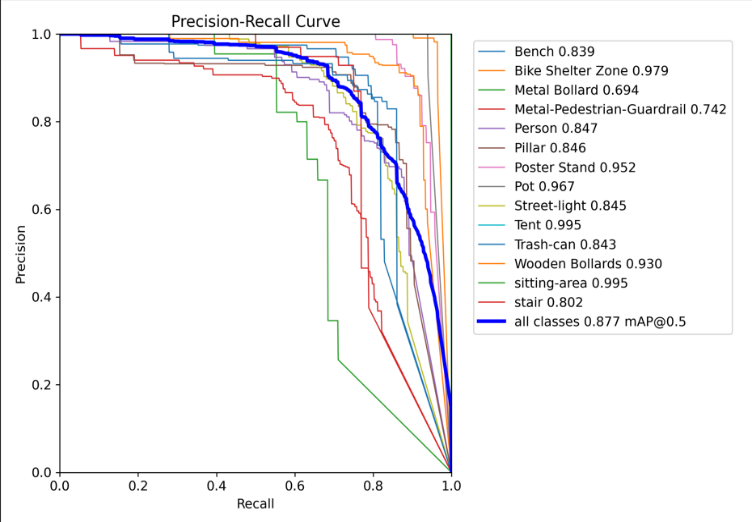 Precision-Recall Curve
1.0
0.8
0.6
0.4
0.2
0.0
Precision
0.0 0.2 0.4 0.6 0.8 1.0
Recall
Bench 0.839
Bike Shelter Zone 0.979
Metal Bollard 0.694
Metal-Pedestrian-Guardrail 0.742
Person 0.847
Pillar 0.846
Poster Stand 0.952
Pot 0.967
Street-light 0.845
Tent 0.995
Trash-can 0.843
Wooden Bollards 0.930
sitting-area 0.995
stair 0.802
all classes 0.877 mAP@0.5